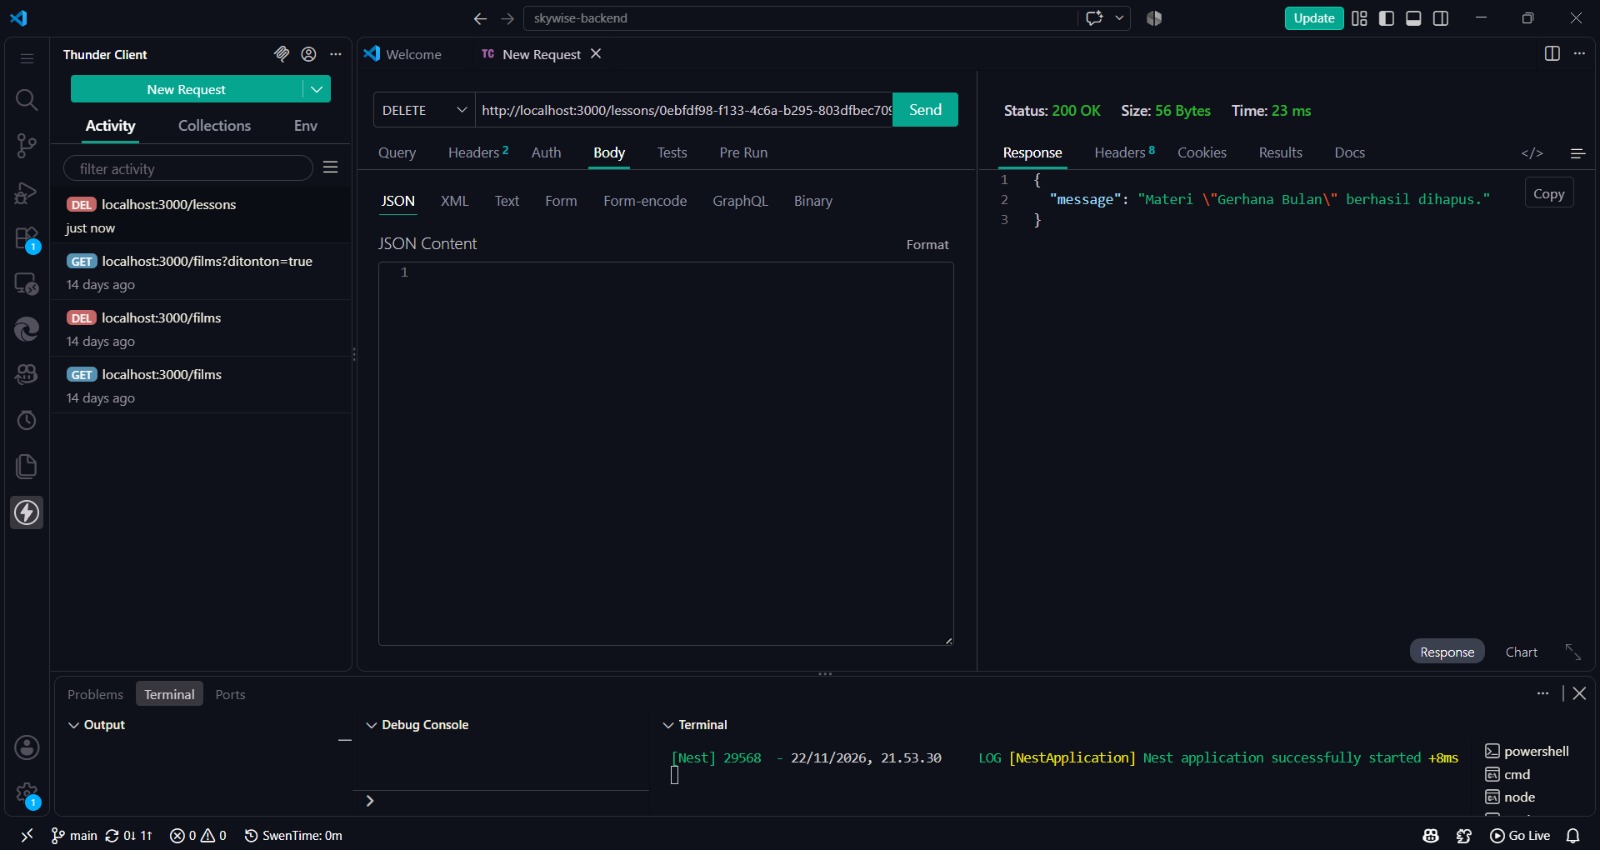 skywise-backend
Update
Thunder Client
New Request
Activity Collections Env
filter activity
DEL localhost:3000/lessons
just now
GET localhost:3000/films?ditonton=true
14 days ago
DEL localhost:3000/films
14 days ago
GET localhost:3000/films
14 days ago
Welcome
TC New Request
DELETE http://localhost:3000/lessons/0ebfdf98-f133-4c6a-b295-803dfbec709 Send
Query Headers 2 Auth Body Tests Pre Run
JSON XML Text Form Form-encode GraphQL Binary
JSON Content Format
1
Status: 200 OK Size: 56 Bytes Time: 23 ms
Response Headers 8 Cookies Results Docs
</>
1 {
2 "message": "Materi \"Gerhana Bulan\" berhasil dihapus."
3 }
Copy
Response Chart
Problems Terminal Ports
Output
Debug Console
Terminal
[Nest] 29568 - 22/11/2026, 21.53.30 LOG [NestApplication] Nest application successfully started +8ms
powershell
cmd
node
1
1
main 0↓ 1↑ 0 0 SwenTime: 0m
Go Live